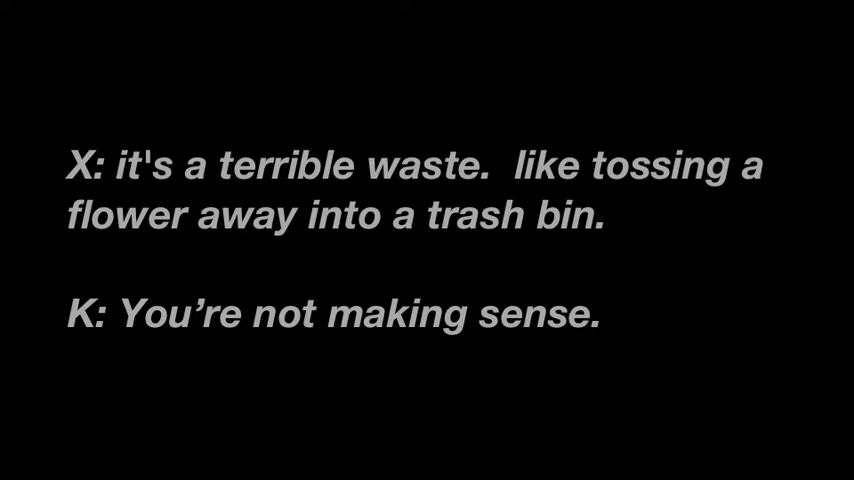 X: it's a terrible waste.  like tossing a
flower away into a trash bin.
K: You’re not making sense.